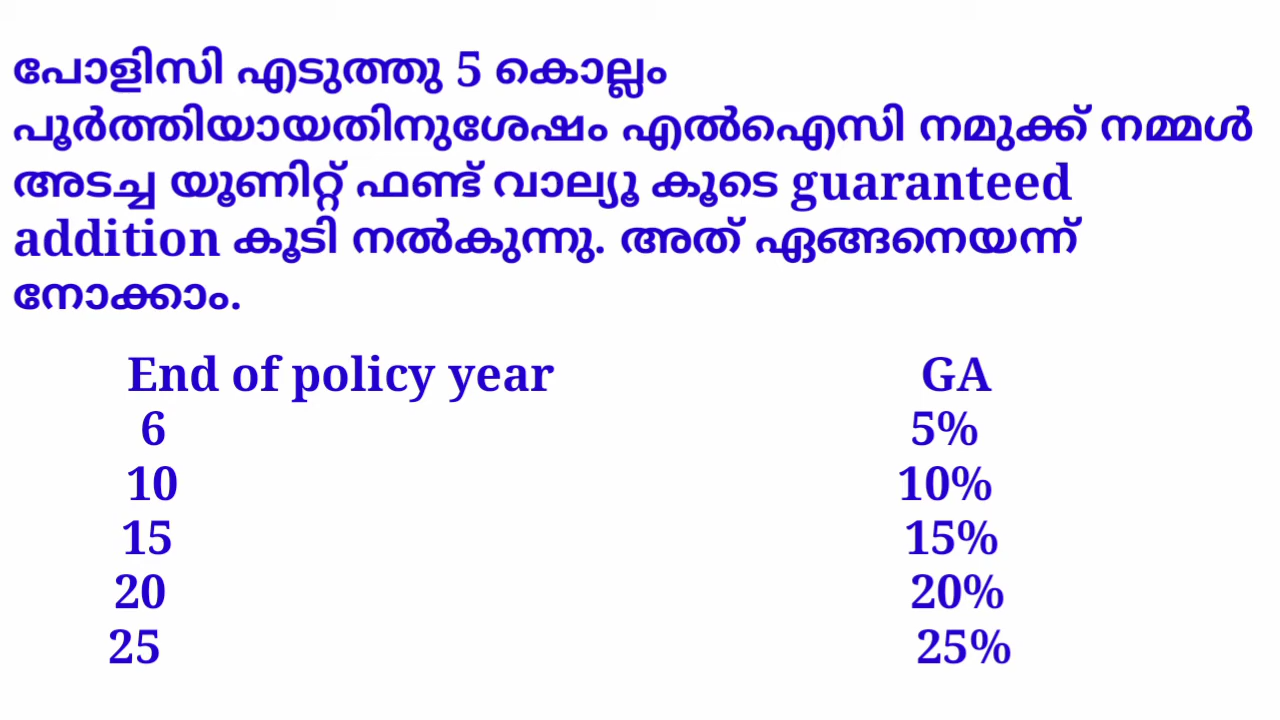 പോളിസി എടുത്തു 5 കൊല്ലം
പൂർത്തിയായതിനുശേഷം എൽഐസി നമുക്ക് നമ്മൾ
അടച്ച യൂണിറ്റ് ഫണ്ട് വാല്യൂ കൂടെ guaranteed
addition കൂടി നൽകുന്നു. അത് ഏങ്ങനെയന്ന്
നോക്കാം.
End of policy year GA
6 5%
10 10%
15 15%
20 20%
25 25%